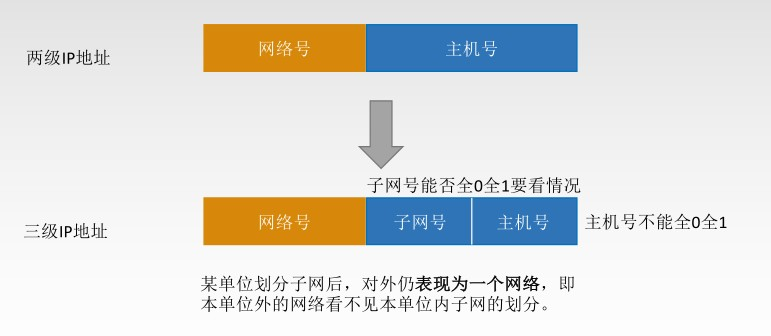 网络号
主机号
两级IP地址
子网号能否全0全1要看情况
网络号
子网号
主机号
主机号不能全0全1
三级IP地址
某单位划分子网后，对外仍表现为一个网络，即
本单位外的网络看不见本单位内子网的划分。